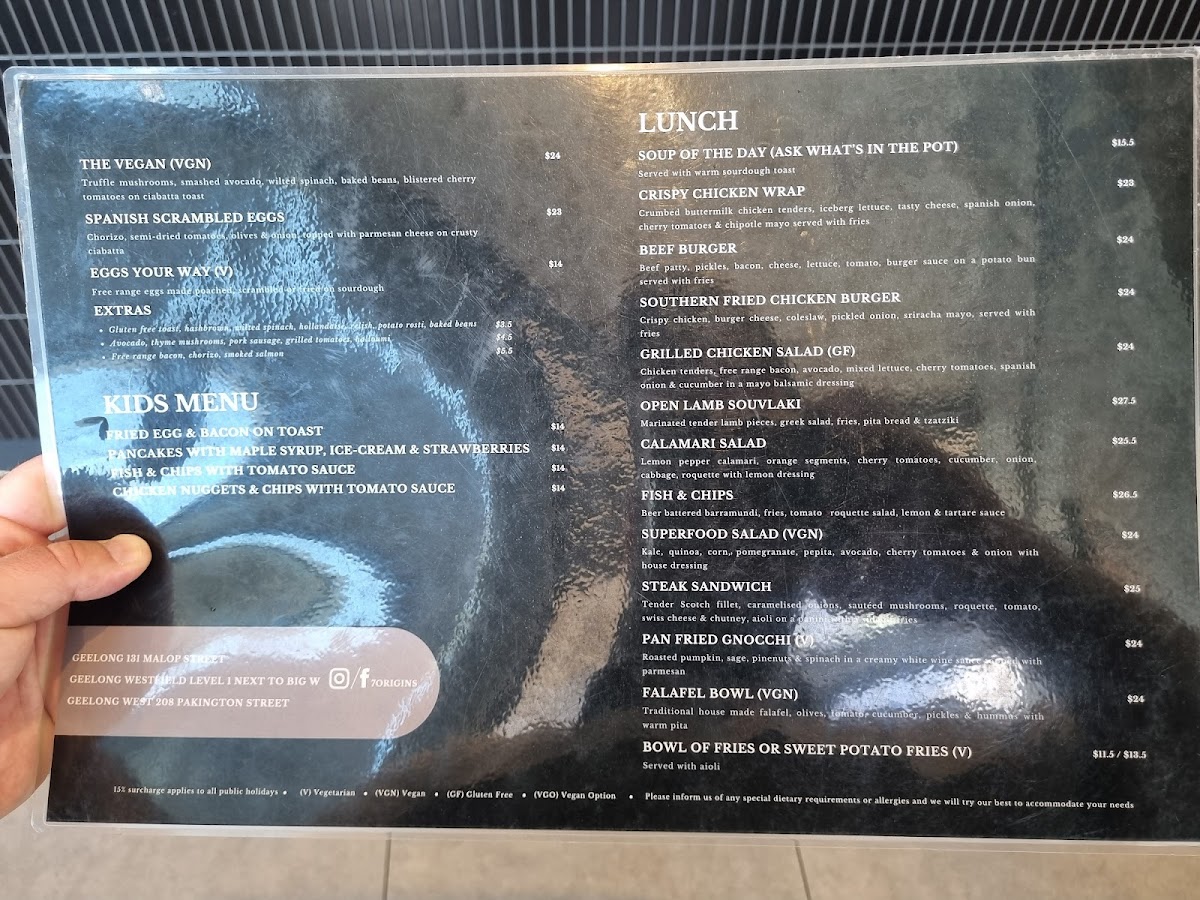 THE VEGAN (VGN) $24
Truffle mushrooms, smashed avocado, wilted spinach, baked beans, blistered cherry
tomatoes on ciabatta toast
SPANISH SCRAMBLED EGGS $23
Chorizo, semi-dried tomatoes, olives & onion, topped with parmesan cheese on crusty
ciabatta
EGGS YOUR WAY (V) $14
Free range eggs made poached, scrambled or fried on sourdough
EXTRAS
• Gluten free toast, hashbrown, wilted spinach, hollandaise, relish, potato rosti, baked beans $3.5
• Avocado, thyme mushrooms, pork sausage, grilled tomatoes, halloumi $4.5
• Free range bacon, chorizo, smoked salmon $5.5
KIDS MENU
FRIED EGG & BACON ON TOAST $14
PANCAKES WITH MAPLE SYRUP, ICE-CREAM & STRAWBERRIES $14
FISH & CHIPS WITH TOMATO SAUCE $14
CHICKEN NUGGETS & CHIPS WITH TOMATO SAUCE $14
GEELONG 131 MALOP STREET
GEELONG WESTFIELD LEVEL 1 NEXT TO BIG W
GEELONG WEST 208 PAKINGTON STREET
/f 7ORIGINS
LUNCH
SOUP OF THE DAY (ASK WHAT'S IN THE POT) $15.5
Served with warm sourdough toast
CRISPY CHICKEN WRAP $23
Crumbed buttermilk chicken tenders, iceberg lettuce, tasty cheese, spanish onion,
cherry tomatoes & chipotle mayo served with fries
BEEF BURGER $24
Beef patty, pickles, bacon, cheese, lettuce, tomato, burger sauce on a potato bun
served with fries
SOUTHERN FRIED CHICKEN BURGER $24
Crispy chicken, burger cheese, coleslaw, pickled onion, sriracha mayo, served with
fries
GRILLED CHICKEN SALAD (GF) $24
Chicken tenders, free range bacon, avocado, mixed lettuce, cherry tomatoes, spanish
onion & cucumber in a mayo balsamic dressing
OPEN LAMB SOUVLAKI $27.5
Marinated tender lamb pieces, greek salad, fries, pita bread & tzatziki
CALAMARI SALAD $25.5
Lemon pepper calamari, orange segments, cherry tomatoes, cucumber, onion,
cabbage, roquette with lemon dressing
FISH & CHIPS $26.5
Beer battered barramundi, fries, tomato roquette salad, lemon & tartare sauce
SUPERFOOD SALAD (VGN) $24
Kale, quinoa, corn, pomegranate, pepita, avocado, cherry tomatoes & onion with
house dressing
STEAK SANDWICH $25
Tender Scotch fillet, caramelised onions, sautéed mushrooms, roquette, tomato,
swiss cheese & chutney, aioli on a panini fries
PAN FRIED GNOCCHI (V) $24
Roasted pumpkin, sage, pinenuts & spinach in a creamy white wine sauce with
parmesan
FALAFEL BOWL (VGN) $24
Traditional house made falafel, olives, tomato cucumber, pickles & hummus with
warm pita
BOWL OF FRIES OR SWEET POTATO FRIES (V) $11.5 / $13.5
Served with aioli
15% surcharge applies to all public holidays • (V) Vegetarian • (VGN) Vegan • (GF) Gluten Free • (VGO) Vegan Option • Please inform us of any special dietary requirements or allergies and we will try our best to accommodate your needs